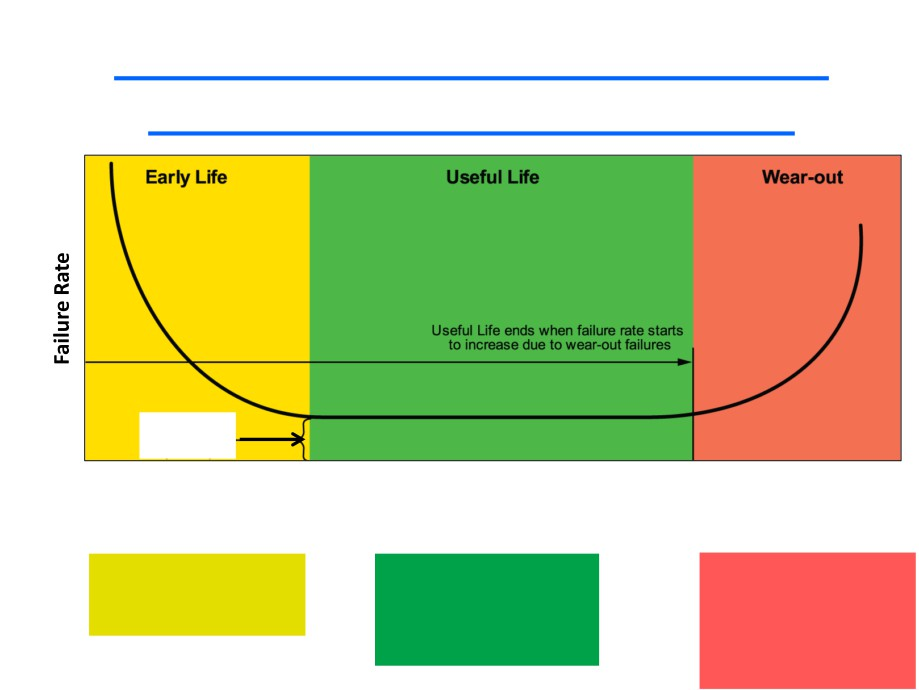 Early Life
Useful Life
Wear-out
Failure Rate
Useful Life ends when failure rate starts
to increase due to wear-out failures